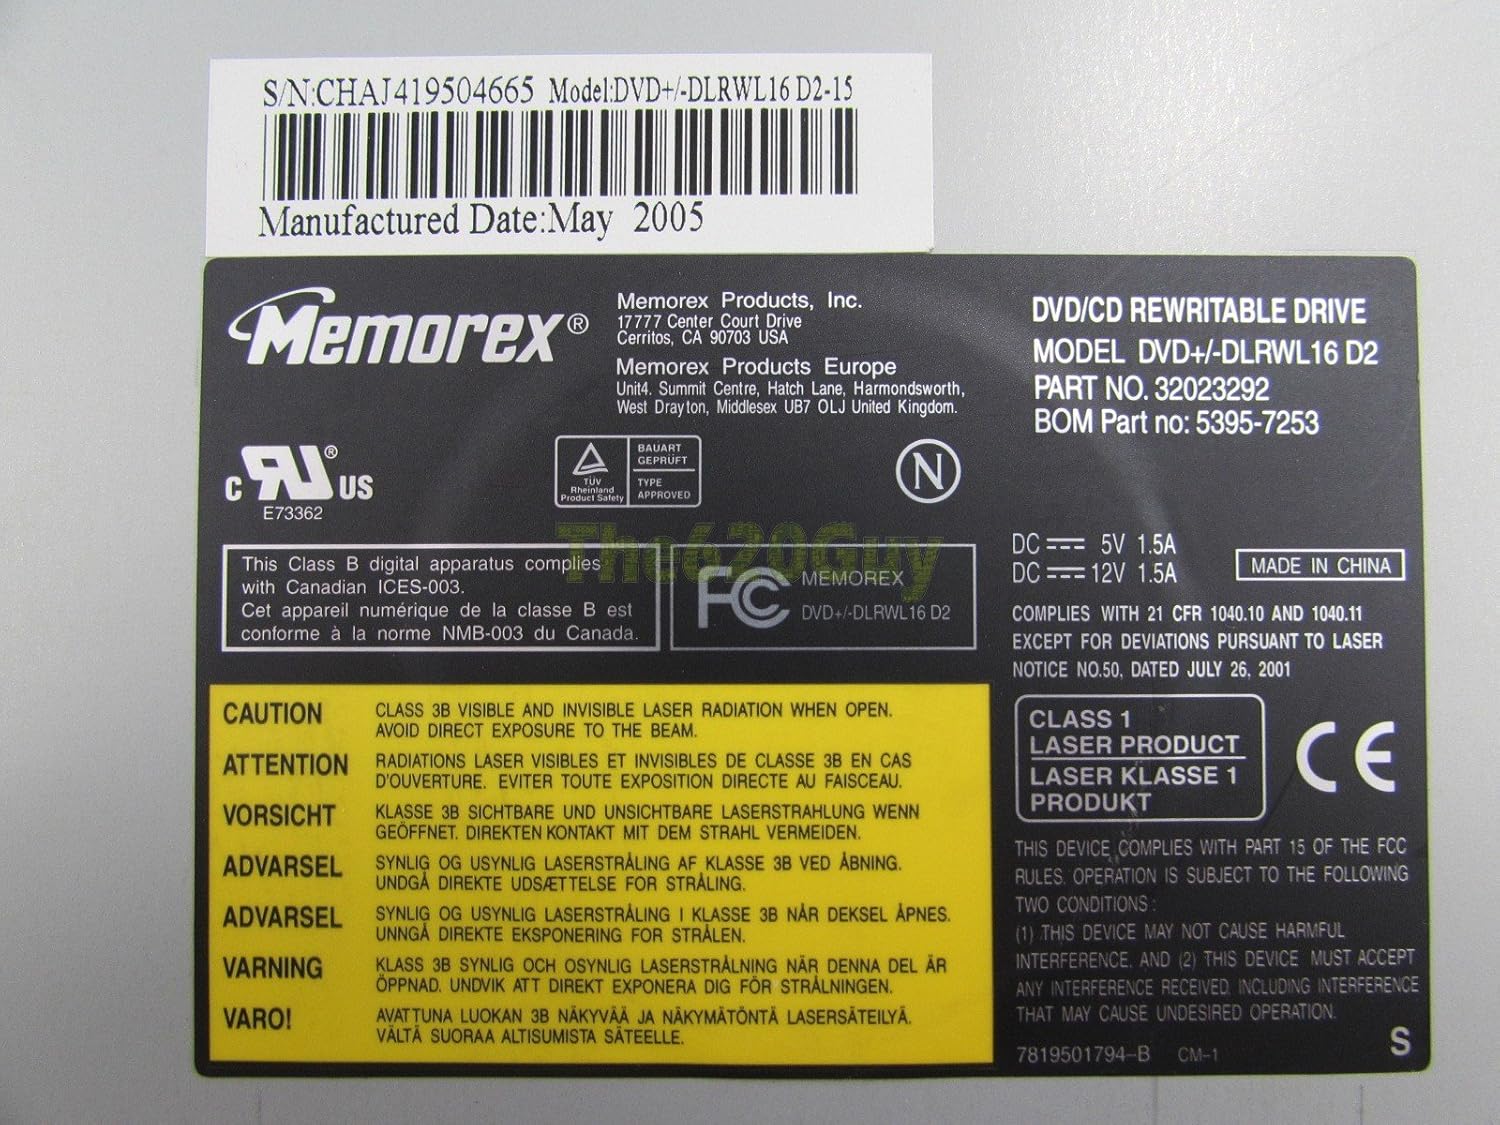 S/N:CHAJ419504665 Model:DVD+/-DLRWL16 D2-15
Manufactured Date:May 2005
Memorex®
Memorex Products, Inc.
17777 Center Court Drive
Cerritos, CA 90703 USA
Memorex Products Europe
Unit4. Summit Centre, Hatch Lane, Harmondsworth,
West Drayton, Middlesex UB7 OLJ United Kingdom.
DVD/CD REWRITABLE DRIVE
MODEL DVD+/-DLRWL16 D2
PART NO. 32023292
BOM Part no: 5395-7253
C RU ® US
E73362
TÜV
Rheinland
Product Safety
BAUART
GEPRÜFT
TYPE
APPROVED
N
The620Guy
This Class B digital apparatus complies
with Canadian ICES-003.
Cet appareil numérique de la classe B est
conforme à la norme NMB-003 du Canada.
FC MEMOREX
DVD+/-DLRWL16 D2
DC 5V 1.5A
DC 12V 1.5A
MADE IN CHINA
COMPLIES WITH 21 CFR 1040.10 AND 1040.11
EXCEPT FOR DEVIATIONS PURSUANT TO LASER
NOTICE NO.50, DATED JULY 26, 2001
CLASS 1
LASER PRODUCT
LASER KLASSE 1
PRODUKT
CE
CAUTION CLASS 3B VISIBLE AND INVISIBLE LASER RADIATION WHEN OPEN.
AVOID DIRECT EXPOSURE TO THE BEAM.
ATTENTION RADIATIONS LASER VISIBLES ET INVISIBLES DE CLASSE 3B EN CAS
D'OUVERTURE. EVITER TOUTE EXPOSITION DIRECTE AU FAISCEAU.
VORSICHT KLASSE 3B SICHTBARE UND UNSICHTBARE LASERSTRAHLUNG WENN
GEÖFFNET. DIREKTEN KONTAKT MIT DEM STRAHL VERMEIDEN.
ADVARSEL SYNLIG OG USYNLIG LASERSTRÅLING AF KLASSE 3B VED ÅBNING.
UNDGÅ DIREKTE UDSÆTTELSE FOR STRÅLING.
ADVARSEL SYNLIG OG USYNLIG LASERSTRÅLING I KLASSE 3B NÅR DEKSEL ÅPNES.
UNNGÅ DIREKTE EKSPONERING FOR STRÅLEN.
VARNING KLASS 3B SYNLIG OCH OSYNLIG LASERSTRÅLNING NÄR DENNA DEL ÄR
ÖPPNAD. UNDVIK ATT DIREKT EXPONERA DIG FÖR STRÅLNINGEN.
VARO! AVATTUNA LUOKAN 3B NÄKYVÄÄ JA NÄKYMÄTÖNTÄ LASERSÄTEILYÄ.
VÄLTÄ SUORAA ALTISUMISTA SÄTEELLE.
THIS DEVICE COMPLIES WITH PART 15 OF THE FCC
RULES. OPERATION IS SUBJECT TO THE FOLLOWING
TWO CONDITIONS:
(1) THIS DEVICE MAY NOT CAUSE HARMFUL
INTERFERENCE. AND (2) THIS DEVICE MUST ACCEPT
ANY INTERFERENCE RECEIVED, INCLUDING INTERFERENCE
THAT MAY CAUSE UNDESIRED OPERATION.
7819501794-B CM-1
S